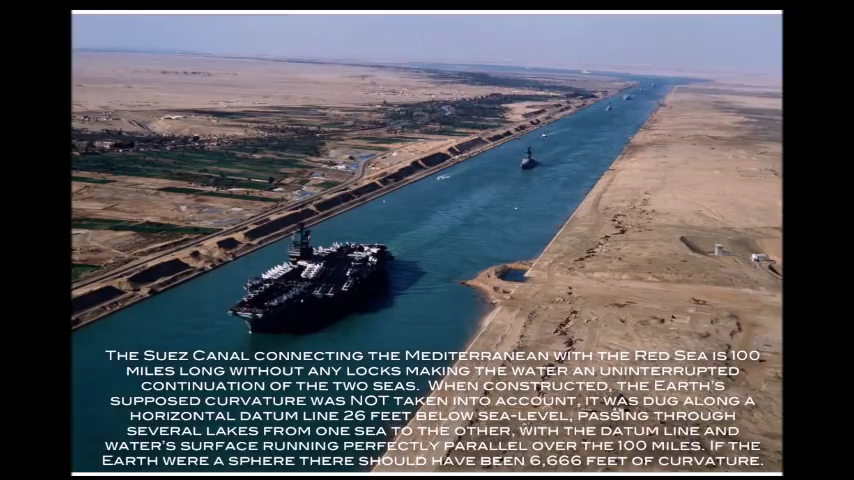 The Suez Canal connecting the Mediterranean with the Red Sea is 100
miles long without any locks making the water an uninterrupted
continuation of the two seas. When constructed, the Earth's
supposed curvature was NOT taken into account, it was dug along a
horizontal datum line 26 feet below sea-level, passing through
several lakes from one sea to the other, with the datum line and
water's surface running perfectly parallel over the 100 miles. If the
Earth were a sphere there should have been 6,666 feet of curvature.